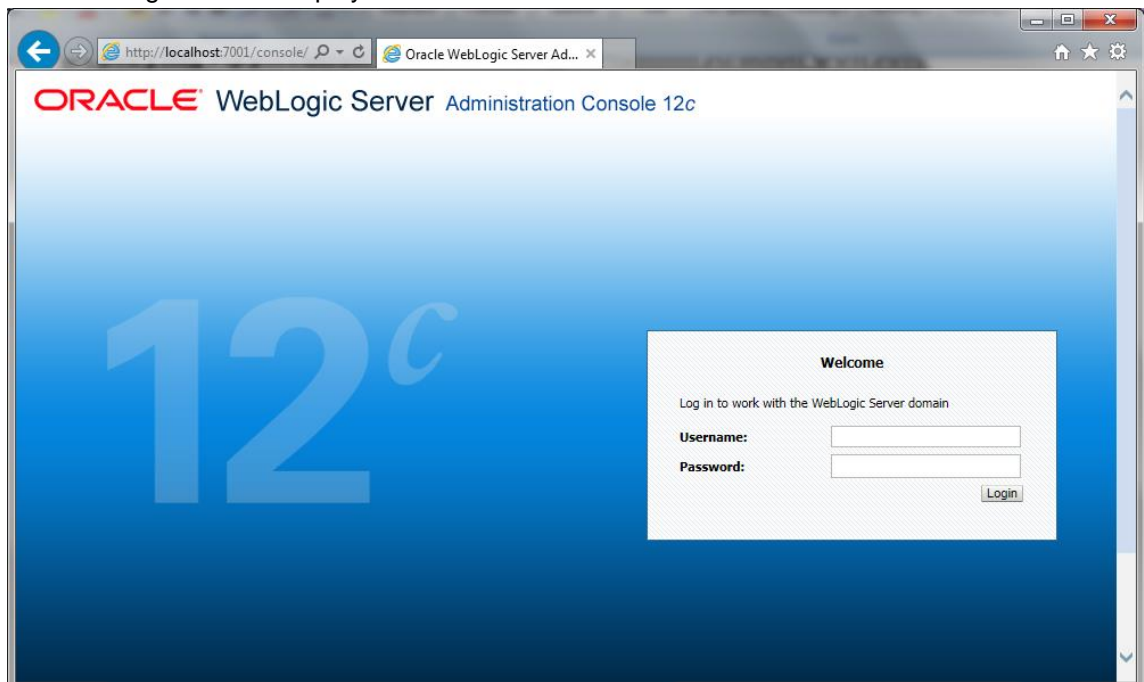 http://localhost:7001/console/ Oracle WebLogic Server Ad...
ORACLE WebLogic Server Administration Console 12c
12c
Welcome
Log in to work with the WebLogic Server domain
Username:
Password:
Login